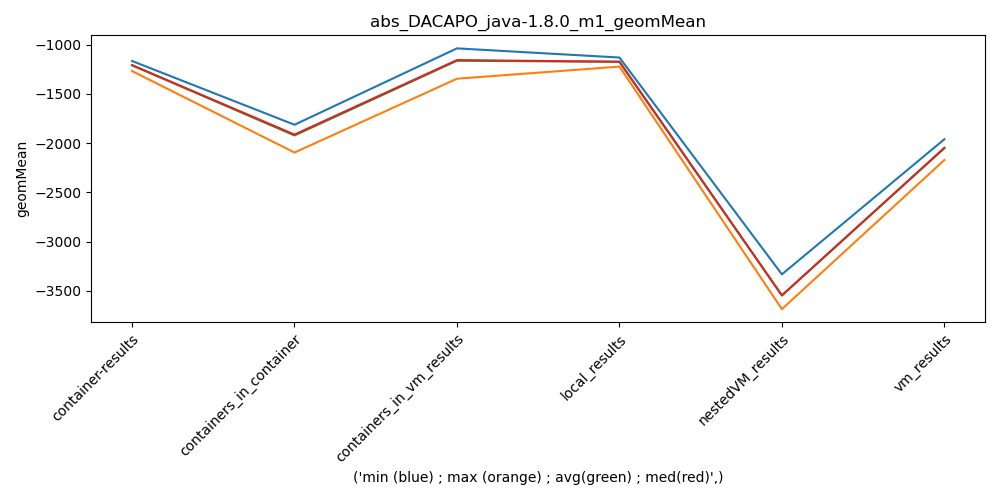 abs_DACAPO_java-1.8.0_m1_geomMean
geomMean
−1000
−1500
−2000
−2500
−3000
−3500
container-results
containers_in_container
containers_in_vm_results
local_results
nestedVM_results
vm_results
('min (blue) ; max (orange) ; avg(green) ; med(red)',)